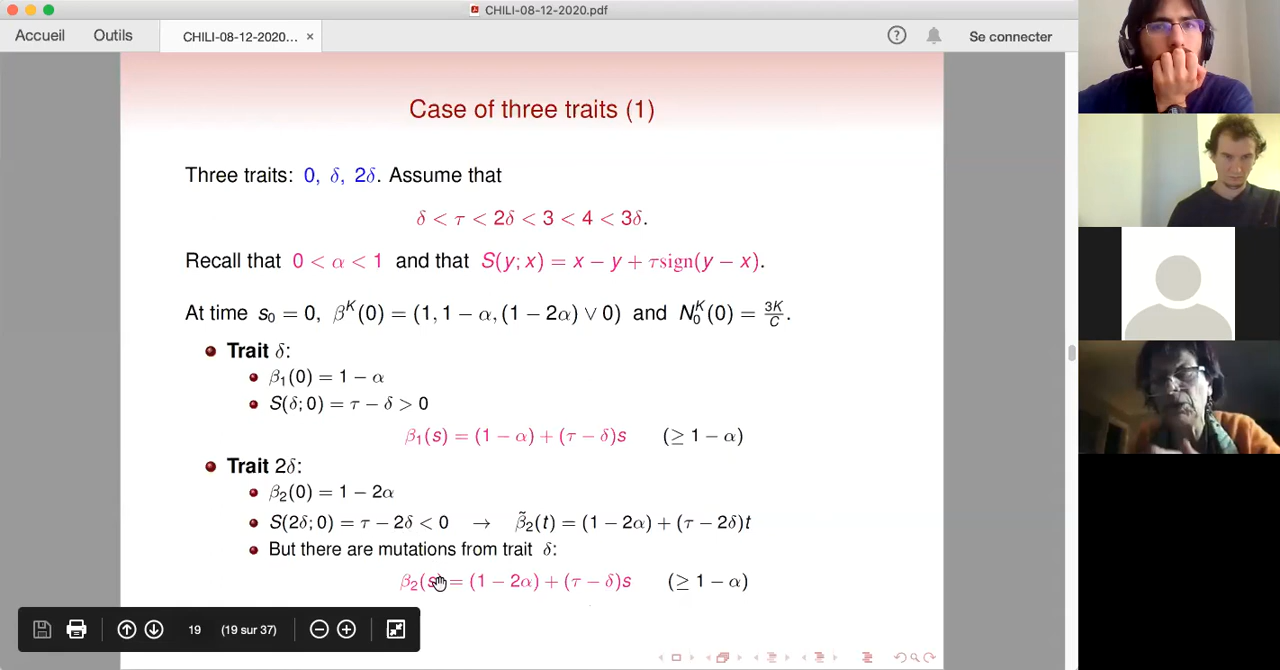 CHILI-08-12-2020.pdf
Accueil Outils CHILI-08-12-2020... × ? Se connecter
Case of three traits (1)
Three traits: 0, δ, 2δ. Assume that
δ < τ < 2δ < 3 < 4 < 3δ.
Recall that 0 < α < 1 and that S(y; x) = x − y + τsign(y − x).
At time s₀ = 0, βᴷ(0) = (1, 1 − α, (1 − 2α) ∨ 0) and N₀ᴷ(0) = 3K/C.
Trait δ:
β₁(0) = 1 − α
S(δ; 0) = τ − δ > 0
β₁(s) = (1 − α) + (τ − δ)s (≥ 1 − α)
Trait 2δ:
β₂(0) = 1 − 2α
S(2δ; 0) = τ − 2δ < 0 → β̃₂(t) = (1 − 2α) + (τ − 2δ)t
But there are mutations from trait δ:
β₂(s) = (1 − 2α) + (τ − δ)s (≥ 1 − α)
19 (19 sur 37)